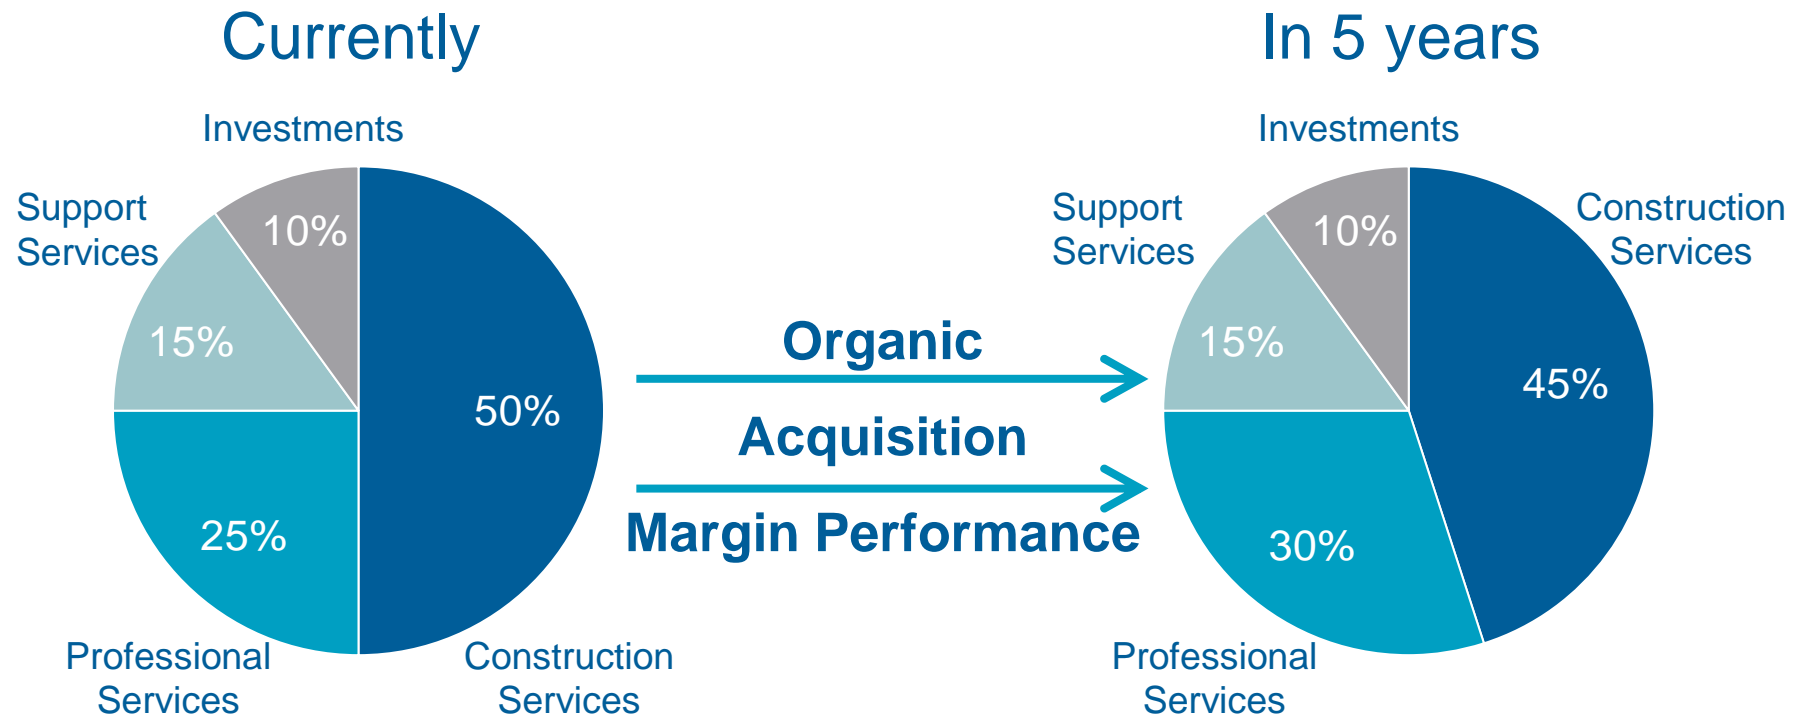 Currently
Investments
Support
Services
10%
15%
50%
25%
Professional
Services
Construction
Services
Organic
Acquisition
Margin Performance
In 5 years
Investments
Support
Services
Construction
Services
10%
15%
45%
30%
Professional
Services